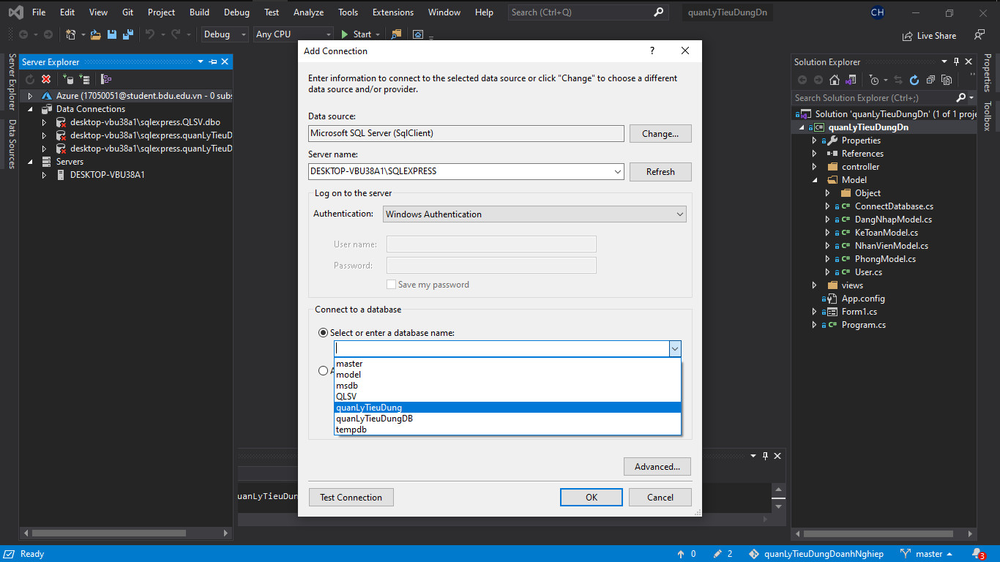 File Edit View Git Project Build Debug Test Analyze Tools Extensions Window Help Search (Ctrl+Q) quanLyTieuDungDn CH
Debug Any CPU Start Live Share
Server Explorer
Data Sources
Server Explorer
Azure (17050051@student.bdu.edu.vn - 0 subs
Data Connections
desktop-vbu38a1\sqlexpress.QLSV.dbo
desktop-vbu38a1\sqlexpress.quanLyTieuD
desktop-vbu38a1\sqlexpress.quanLyTieuD
Servers
DESKTOP-VBU38A1
Add Connection ?
Enter information to connect to the selected data source or click "Change" to choose a different
data source and/or provider.
Data source:
Microsoft SQL Server (SqlClient) Change...
Server name:
DESKTOP-VBU38A1\SQLEXPRESS Refresh
Log on to the server
Authentication: Windows Authentication
User name:
Password:
Save my password
Connect to a database
Select or enter a database name:
master
model
msdb
QLSV
quanLyTieuDung
quanLyTieuDungDB
tempdb
Advanced...
Test Connection OK Cancel
uanLyTieuDun
Solution Explorer
Search Solution Explorer (Ctrl+;)
Solution 'quanLyTieuDungDn' (1 of 1 proje
quanLyTieuDungDn
Properties
References
controller
Model
Object
ConnectDatabase.cs
DangNhapModel.cs
KeToanModel.cs
NhanVienModel.cs
PhongModel.cs
User.cs
views
App.config
Form1.cs
Program.cs
Properties
Toolbox
Ready 0 2 quanLyTieuDungDoanhNghiep master 3